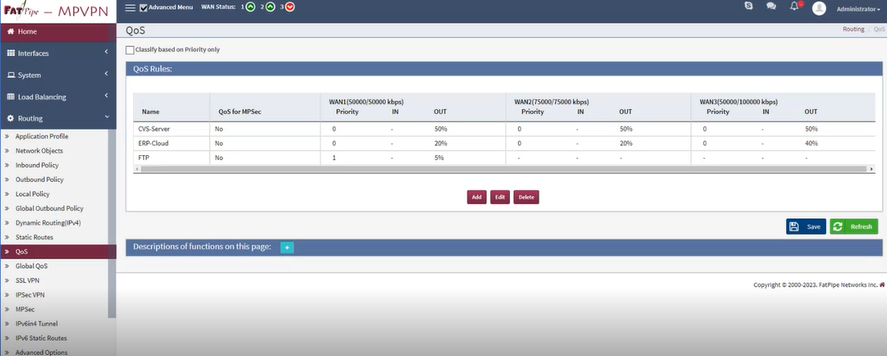 FATPipe — MPVPN
Advanced Menu WAN Status: 1 2 3 Administrator
Home
Interfaces
System
Load Balancing
Routing
Application Profile
Network Objects
Inbound Policy
Outbound Policy
Local Policy
Global Outbound Policy
Dynamic Routing(IPv4)
Static Routes
QoS
Global QoS
SSL VPN
IPSec VPN
MPSec
IPv6in4 Tunnel
IPv6 Static Routes
Advanced Options
QoS
Routing QoS
Classify based on Priority only
QoS Rules:
WAN1(50000/50000 kbps) WAN2(75000/75000 kbps) WAN3(50000/100000 kbps)
Name QoS for MPSec Priority IN OUT Priority IN OUT Priority IN OUT
CVS-Server No 0 - 50% 0 - 50% 0 - 50%
ERP-Cloud No 0 - 20% 0 - 20% 0 - 40%
FTP No 1 - 5% - - - - - -
Add Edit Delete
Save Refresh
Descriptions of functions on this page: +
Copyright © 2000-2023. FatPipe Networks Inc.